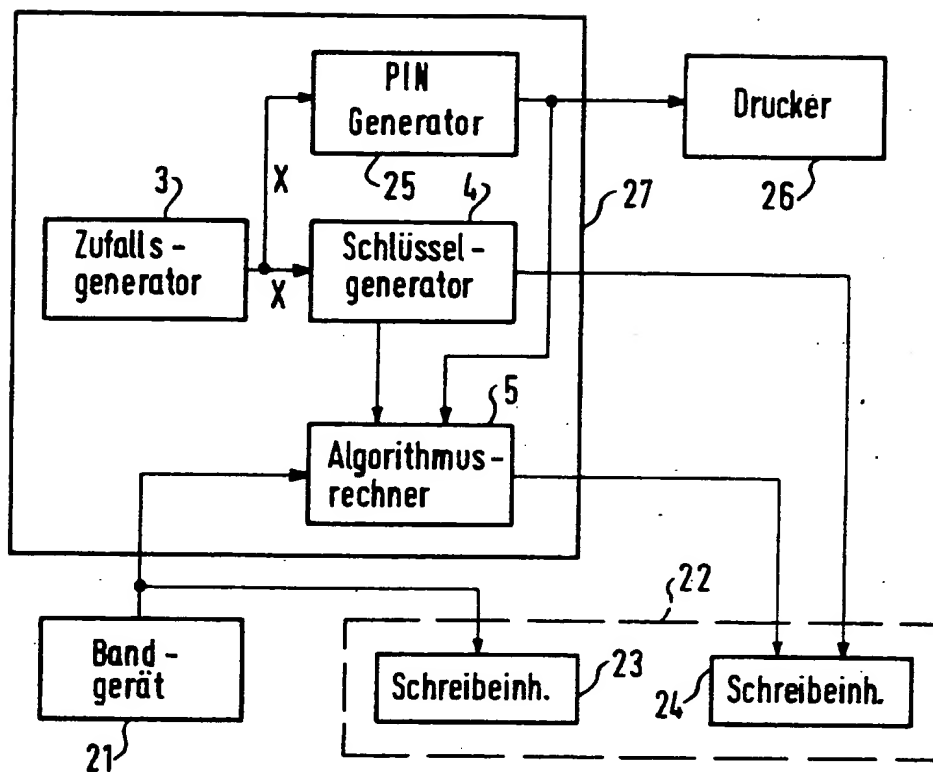 PIN
Generator
25
Drucker
26
27
X
3
Zufalls-
generator
X
4
Schlüssel-
generator
5
Algorithmus-
rechner
22
Band-
gerät
21
Schreibeinh.
23
24
Schreibeinh.